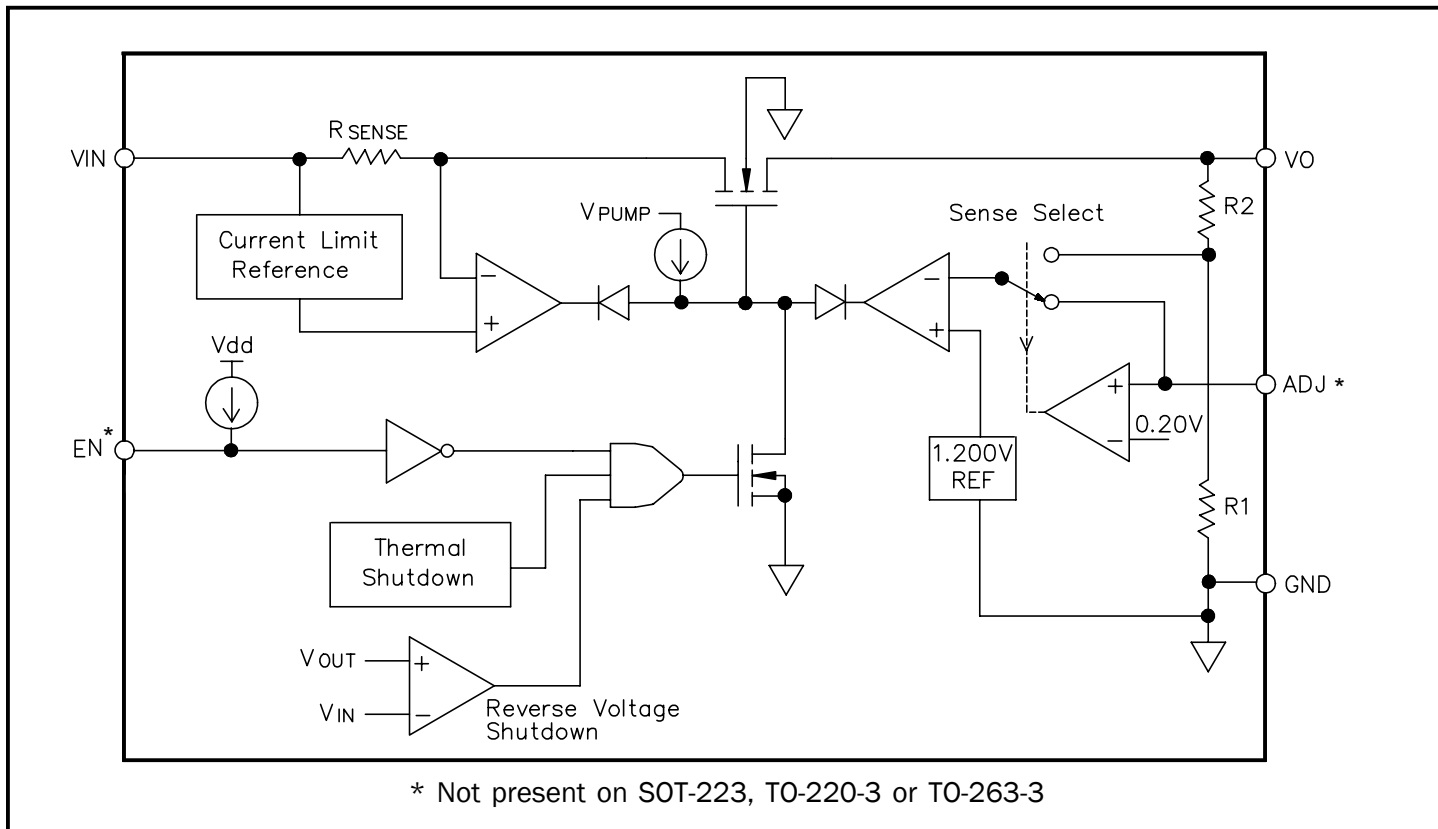 RSENSE
VIN
VO
R2
VPUMP
Sense Select
Current Limit
Reference
−
+
−
+
Vdd
ADJ *
+
0.20V
−
EN*
1.200V
REF
R1
Thermal
Shutdown
GND
VOUT
+
VIN
−
Reverse Voltage
Shutdown
* Not present on SOT-223, TO-220-3 or TO-263-3